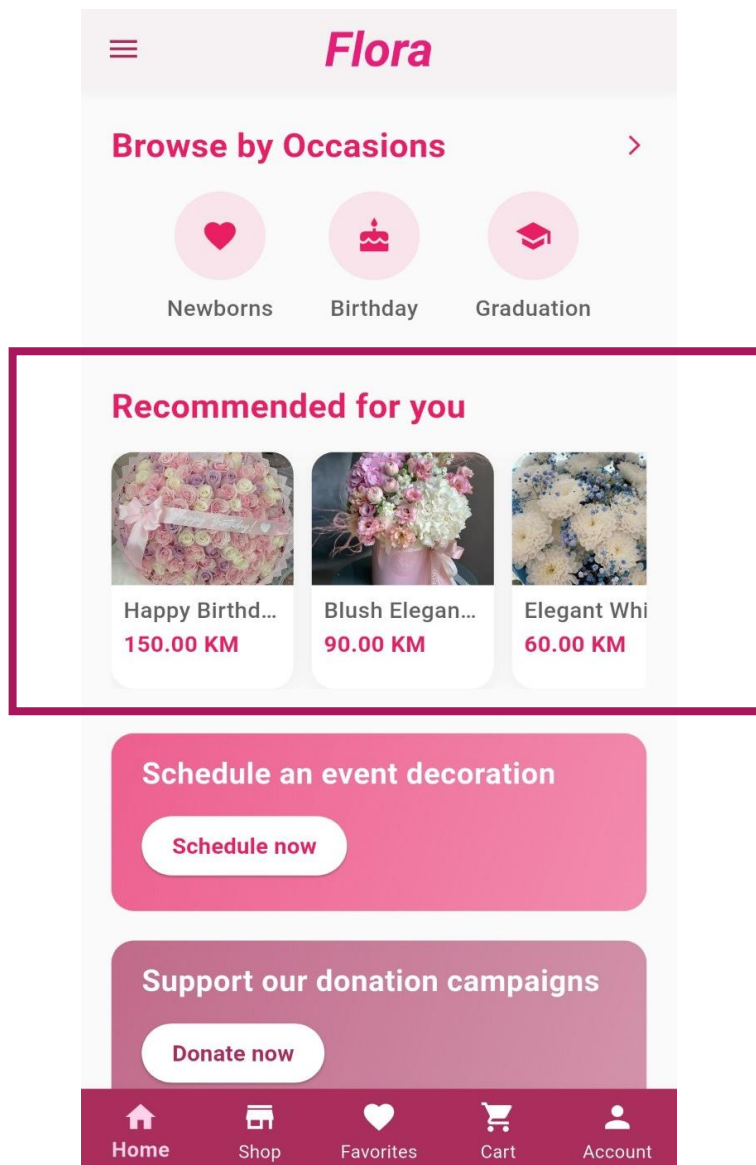 Flora
Browse by Occasions
Newborns Birthday Graduation
Recommended for you
Happy Birthd... Blush Elegan... Elegant Whi
150.00 KM 90.00 KM 60.00 KM
Schedule an event decoration
Schedule now
Support our donation campaigns
Donate now
Home Shop Favorites Cart Account